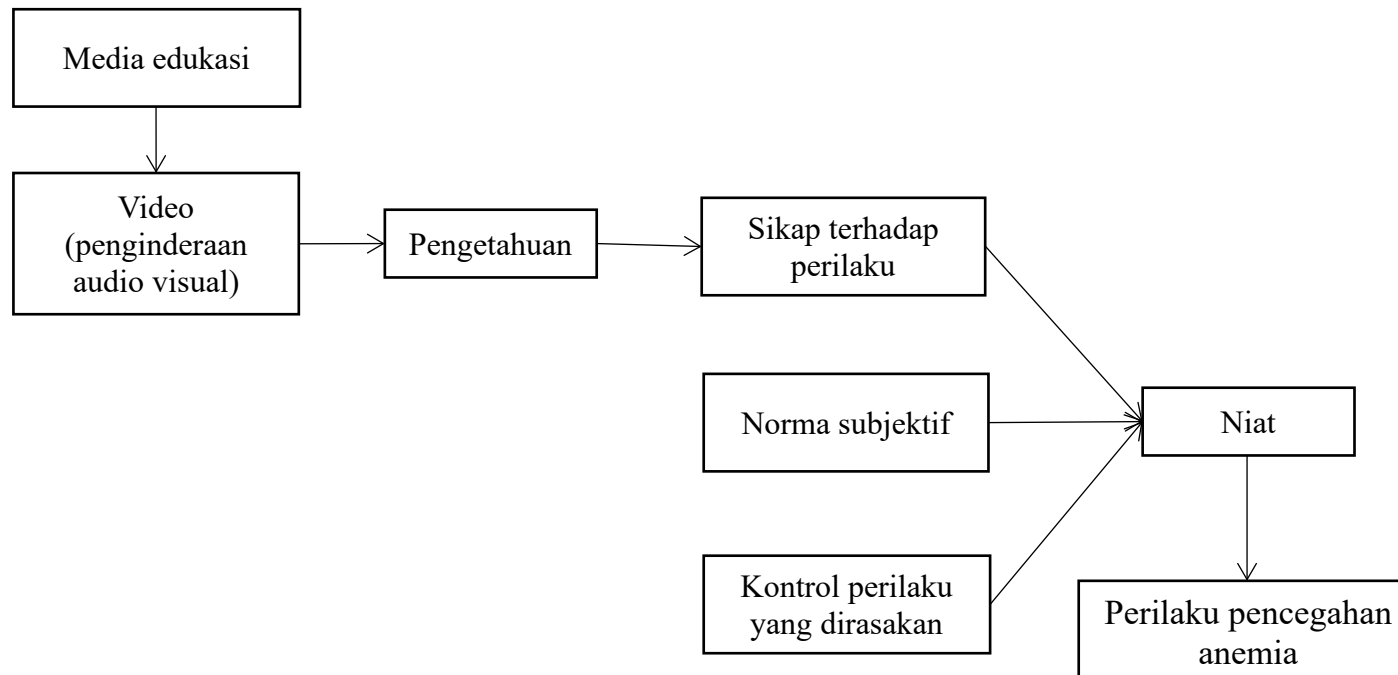 Media edukasi
Video
(penginderaan
audio visual)
Pengetahuan
Sikap terhadap
perilaku
Norma subjektif
Niat
Kontrol perilaku
yang dirasakan
Perilaku pencegahan
anemia